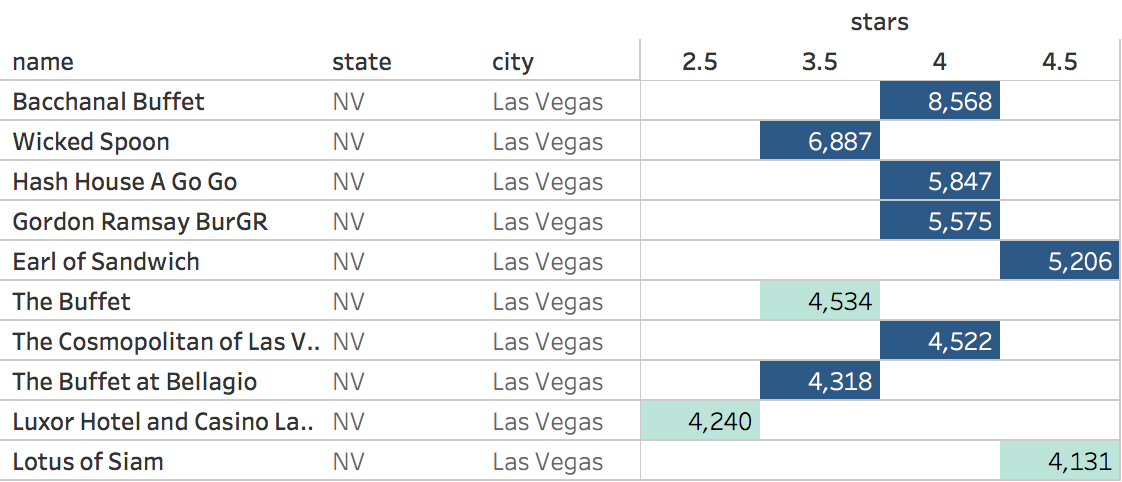 stars
name state city 2.5 3.5 4 4.5
Bacchanal Buffet NV Las Vegas 8,568
Wicked Spoon NV Las Vegas 6,887
Hash House A Go Go NV Las Vegas 5,847
Gordon Ramsay BurGR NV Las Vegas 5,575
Earl of Sandwich NV Las Vegas 5,206
The Buffet NV Las Vegas 4,534
The Cosmopolitan of Las V.. NV Las Vegas 4,522
The Buffet at Bellagio NV Las Vegas 4,318
Luxor Hotel and Casino La.. NV Las Vegas 4,240
Lotus of Siam NV Las Vegas 4,131